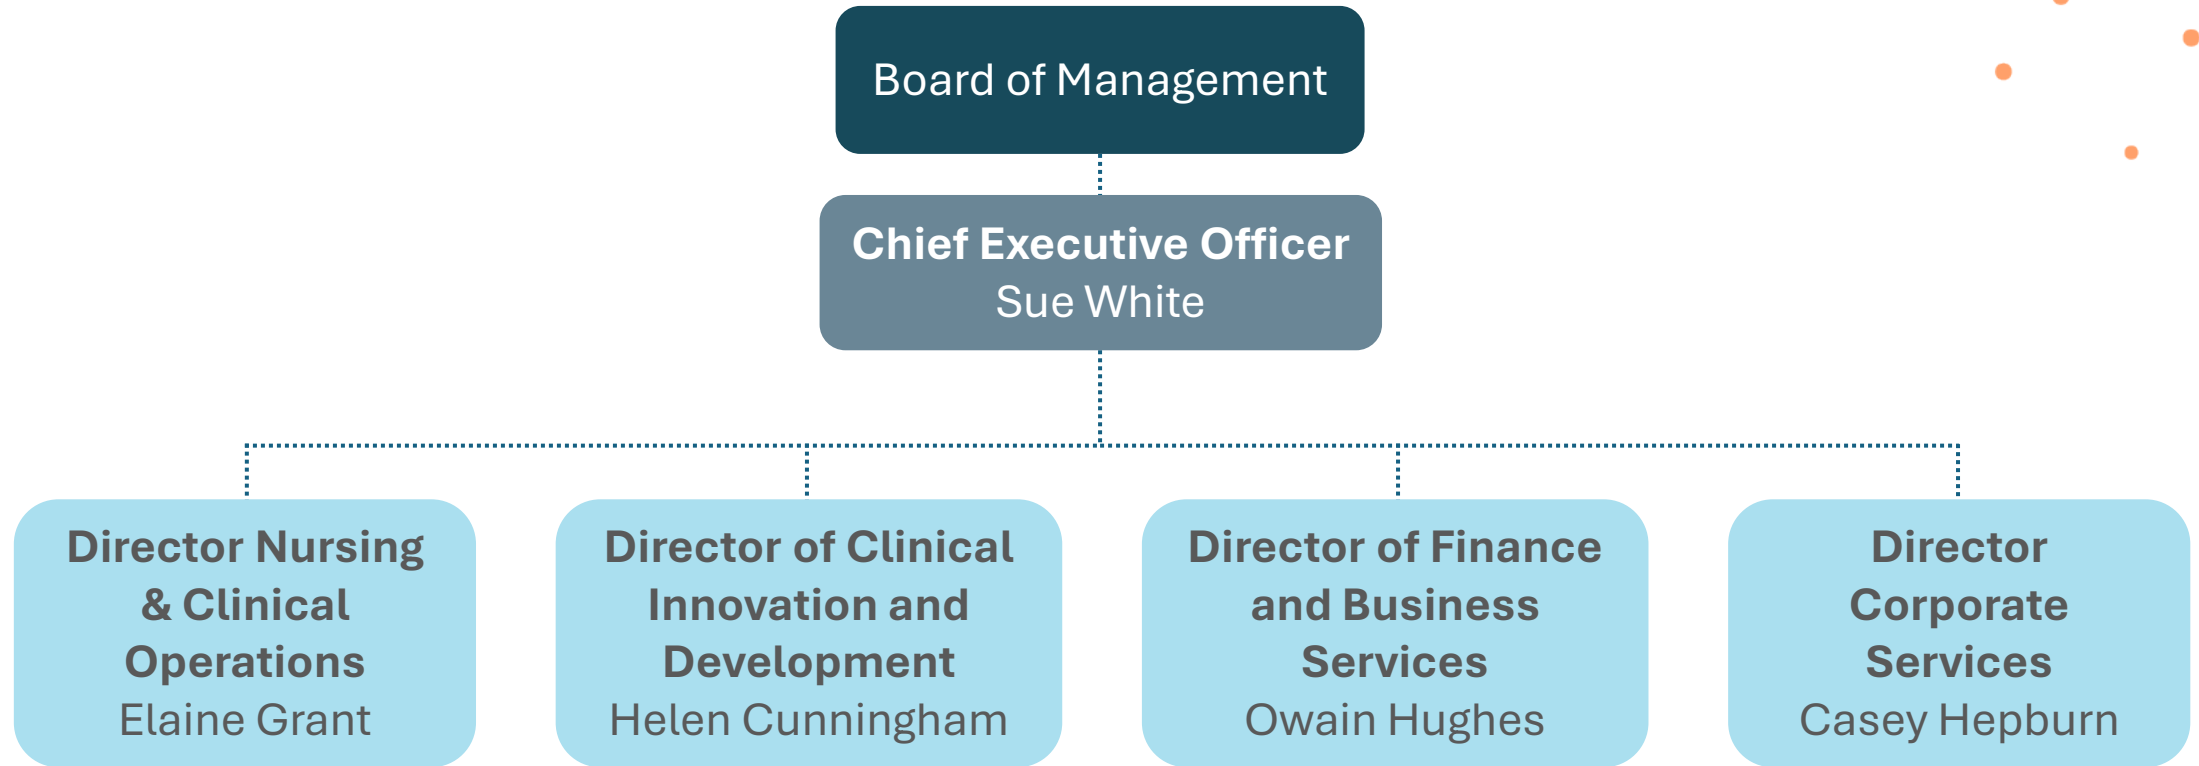 Board of Management
Chief Executive Officer
Sue White
Director Nursing
& Clinical
Operations
Elaine Grant
Director of Clinical
Innovation and
Development
Helen Cunningham
Director of Finance
and Business
Services
Owain Hughes
Director
Corporate
Services
Casey Hepburn